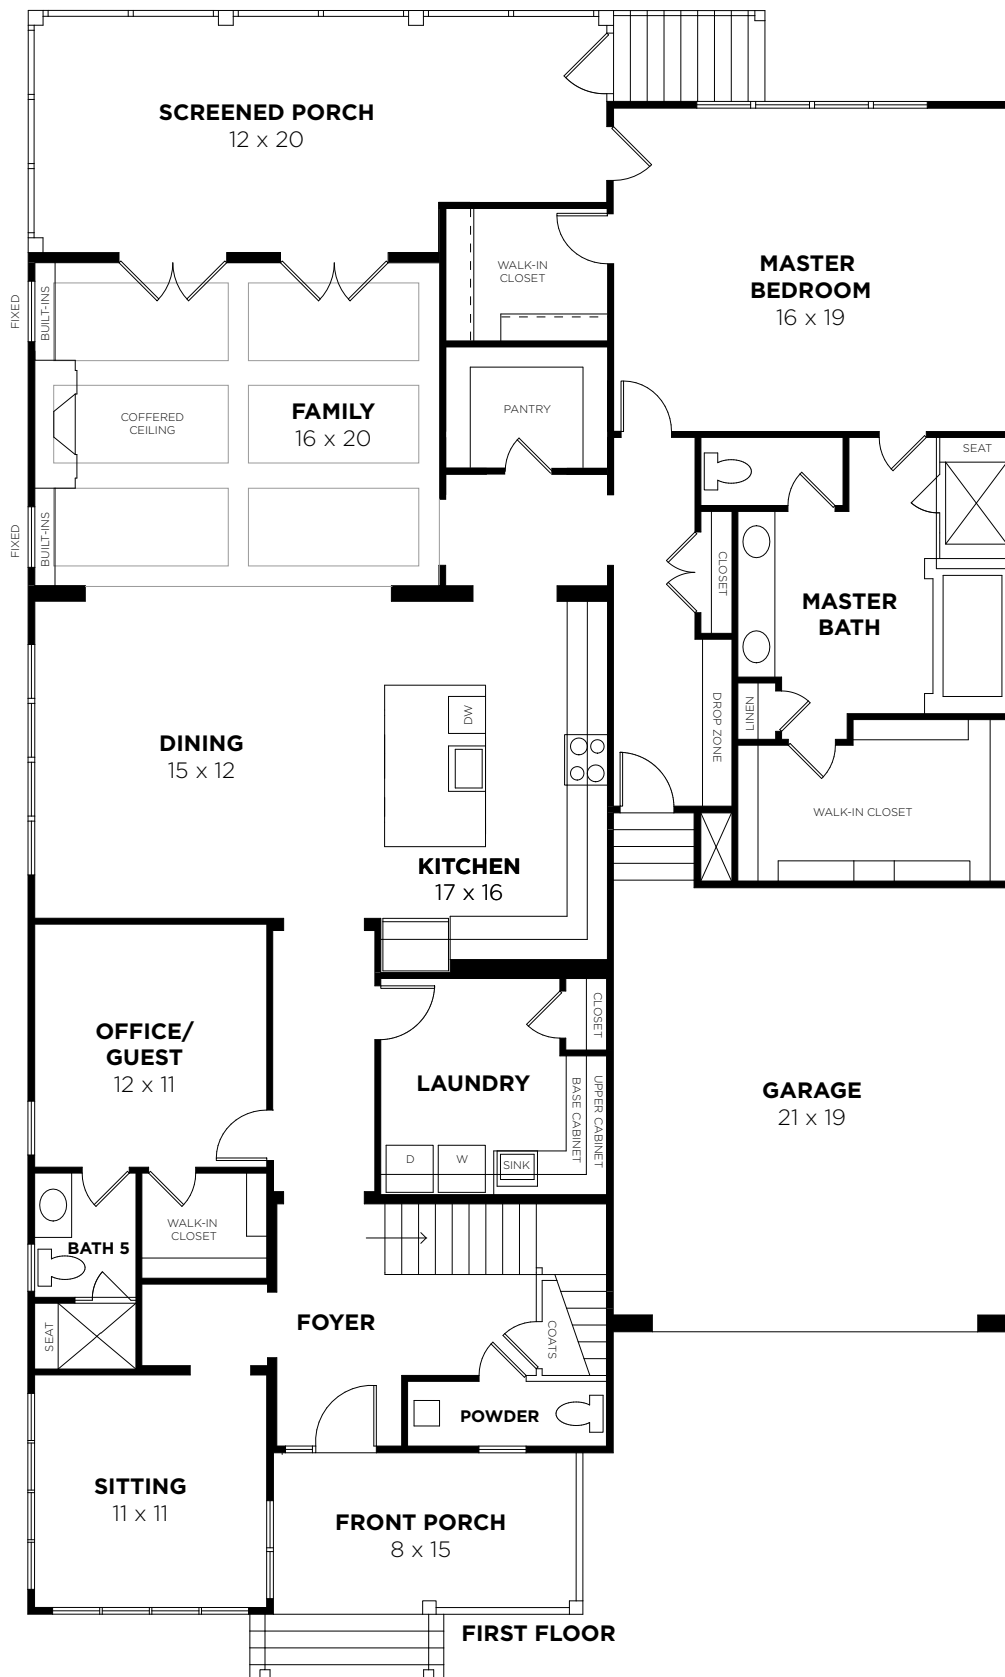 SCREENED PORCH
12 x 20
WALK-IN
CLOSET
MASTER
BEDROOM
16 x 19
FIXED
BUILT-INS
COFFERED
CEILING
FAMILY
16 x 20
PANTRY
FIXED
BUILT-INS
SEAT
CLOSET
MASTER
BATH
LINEN
DROP ZONE
DW
DINING
15 x 12
KITCHEN
17 x 16
WALK-IN CLOSET
OFFICE/
GUEST
12 x 11
CLOSET
LAUNDRY
BASE CABINET
UPPER CABINET
D
W
SINK
GARAGE
21 x 19
WALK-IN
CLOSET
BATH 5
SEAT
FOYER
COATS
POWDER
SITTING
11 x 11
FRONT PORCH
8 x 15
FIRST FLOOR